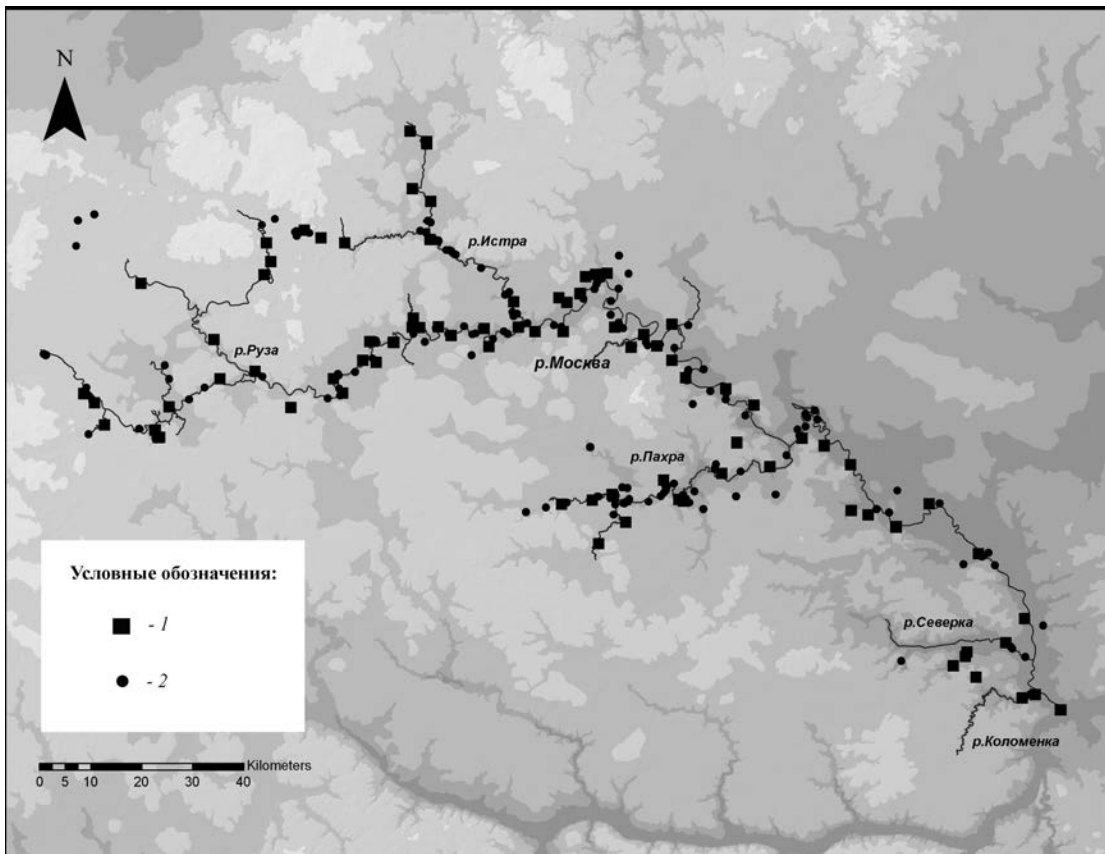 N
р.Истра
р.Руза
р.Москва
р.Пахра
Условные обозначения:
- 1
- 2
р.Северка
р.Коломенка
Kilometers
0 5 10 20 30 40